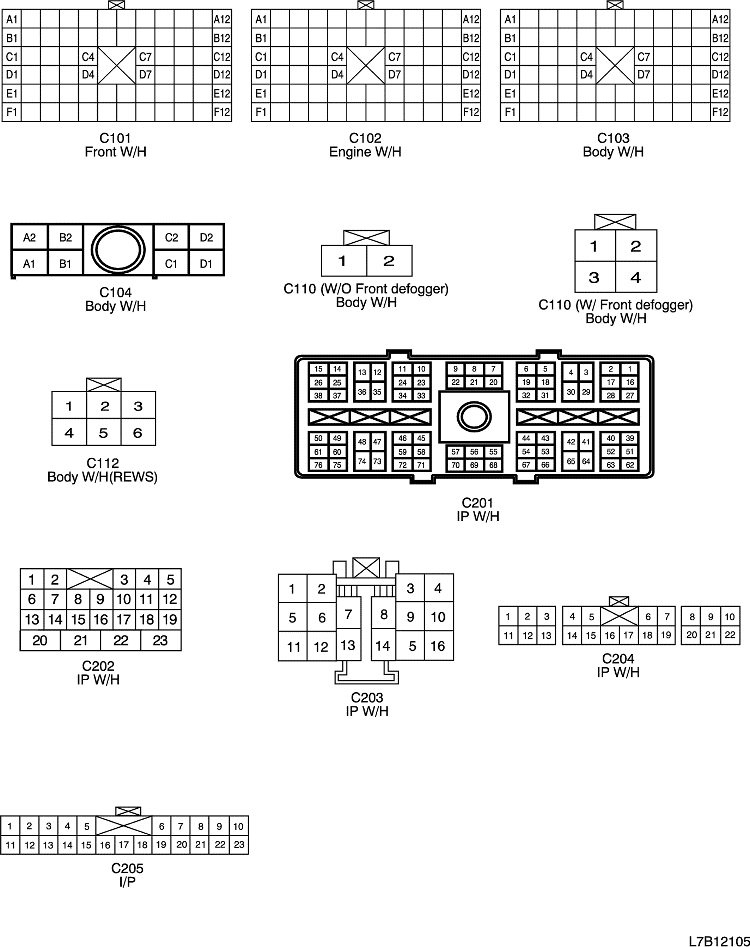 A1 A12 A1 A12 A1 A12
B1 B12 B1 B12 B1 B12
C1 C4 C7 C12 C1 C4 C7 C12 C1 C4 C7 C12
D1 D4 D7 D12 D1 D4 D7 D12 D1 D4 D7 D12
E1 E12 E1 E12 E1 E12
F1 F12 F1 F12 F1 F12
C101 C102 C103
Front W/H Engine W/H Body W/H
A2 B2 C2 D2
A1 B1 C1 D1
C104
Body W/H
1 2
C110 (W/O Front defogger)
Body W/H
1 2
3 4
C110 (W/ Front defogger)
Body W/H
1 2 3
4 5 6
C112
Body W/H(REWS)
15 14 13 12 11 10 9 8 7 6 5 4 3 2 1
26 25 36 35 24 23 22 21 20 19 18 30 29 17 16
38 37 34 33 32 31 28 27
50 49 48 47 46 45 44 43 42 41 40 39
61 60 74 73 59 58 57 56 55 54 53 65 64 52 51
76 75 72 71 70 69 68 67 66 63 62
C201
IP W/H
1 2 3 4 5
6 7 8 9 10 11 12
13 14 15 16 17 18 19
20 21 22 23
C202
IP W/H
1 2 3 4
5 6 7 8 9 10
11 12 13 14 5 16
C203
IP W/H
1 2 3 4 5 6 7 8 9 10
11 12 13 14 15 16 17 18 19 20 21 22
C204
IP W/H
1 2 3 4 5 6 7 8 9 10
11 12 13 14 15 16 17 18 19 20 21 22 23
C205
I/P
L7B12105